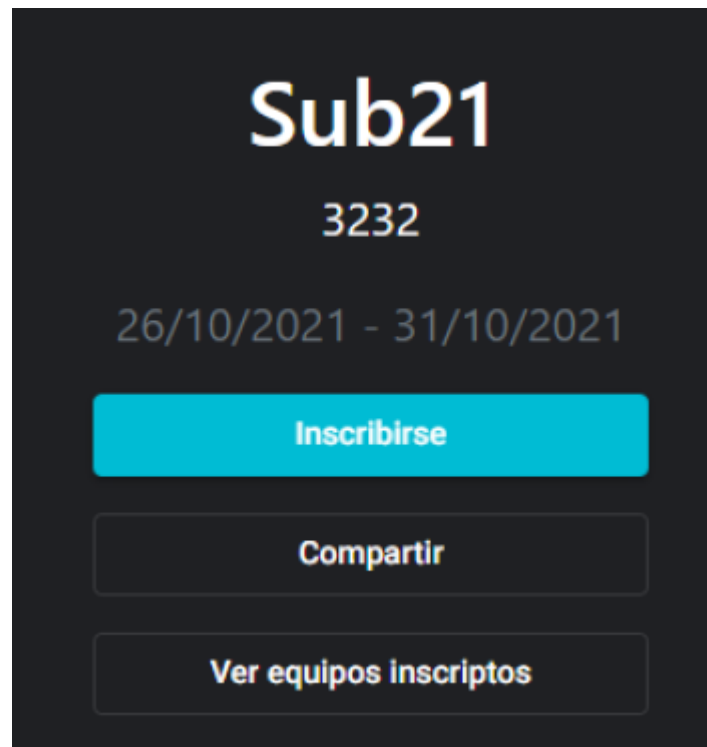 Sub21
3232
26/10/2021 - 31/10/2021
Inscribirse
Compartir
Ver equipos inscriptos